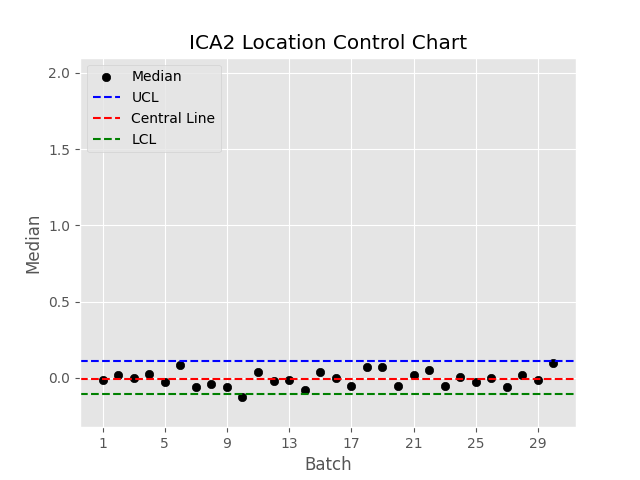 ICA2 Location Control Chart
Median
UCL
Central Line
LCL
2.0
1.5
1.0
0.5
0.0
Median
1 5 9 13 17 21 25 29
Batch